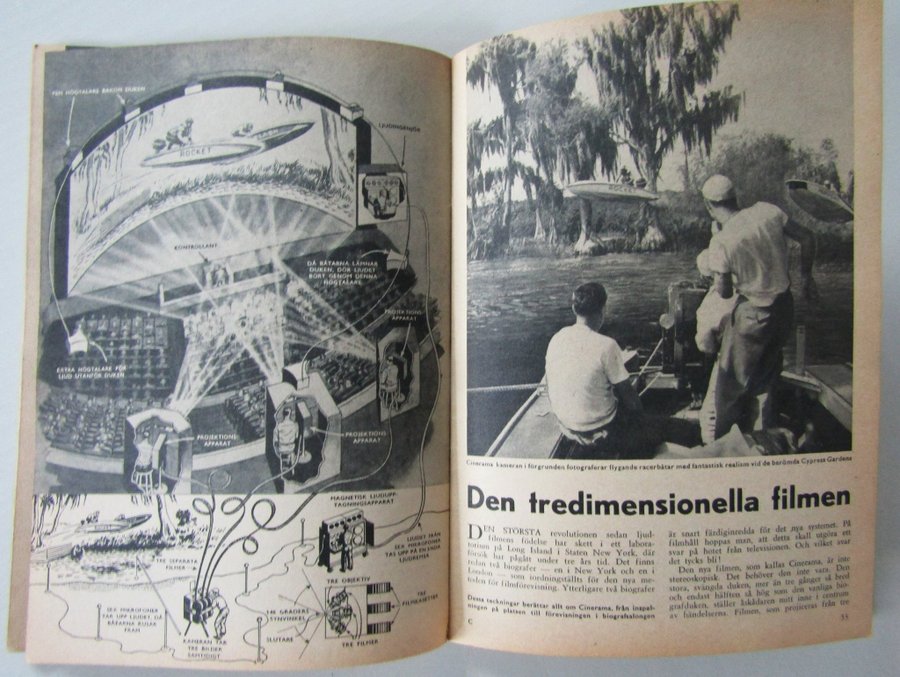 FEM HÖGTALARE BAKOM DUKEN
LJUDINGENJÖR
ROCKET
KONTROLLANT
DÅ BÅTARNA LÄMNAR
DUKEN, DÖR LJUDET
BORT GENOM DENNA
HÖGTALARE
PROJEKTIONS-
APPARAT
EXTRA HÖGTALARE FÖR
LJUD UTANFÖR DUKEN
PROJEKTIONS-
APPARAT
PROJEKTIONS-
APPARAT
MAGNETISK LJUDUPP-
TAGNINGSAPPARAT
LJUDET FRÅN
SEX MIKROFONER
TAS UPP PÅ EN ENDA
LJUDREMSA
TRE SEPARATA
FILMER
SEX MIKROFONER
TAR UPP LJUDET, DÅ
BÅTARNA RUSAR
FRAM
KAMERAN TAR
TRE BILDER
SAMTIDIGT
TRE OBJEKTIV
146 GRADERS
SYNVINKEL
SLUTARE
TRE FILMER
TRE
FILMKASETTER
ROCKET
Cinerama kameran i förgrunden fotograferar flygande racerbåtar med fantastisk realism vid de berömda Cypress Gardens
Den tredimensionella filmen
DEN STÖRSTA revolutionen sedan ljud-
filmens födelse har skett i ett labora-
torium på Long Island i Staten New York, där
försök har pågått under tre års tid. Det finns
redan två biografer — en i New York och en i
London — som iordningställts för den nya me-
toden för filmförevisning. Ytterligare två biografer
Dessa teckningar berättar allt om Cinerama, från inspel-
ningen på platsen till förevisningen i biografsalongen
C
är snart färdiginredda för det nya systemet. På
filmhåll hoppas man, att detta skall utgöra ett
svar på hotet från televisionen. Och vilket svar
det tycks bli!
Den nya filmen, som kallas Cinerama, är inte
stereoskopisk. Det behöver den inte vara. Den
stora, svängda duken, mer än tre gånger så bred
och endast hälften så hög som den vanliga bio-
grafduken, ställer åskådaren mitt inne i centrum
av händelserna. Filmen, som projiceras från tre
55